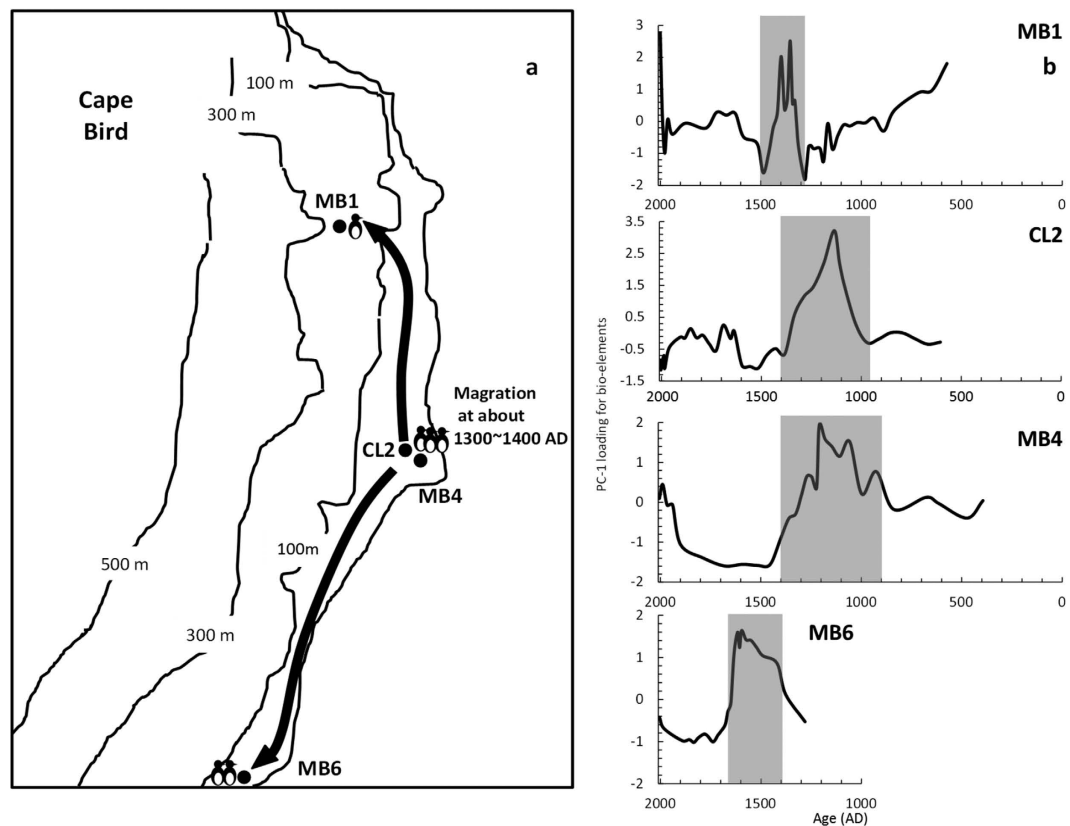 a
Cape
Bird
100 m
300 m
MB1
Magration
at about
1300~1400 AD
CL2
MB4
500 m
100m
300 m
MB6
MB1
b
3
2
1
0
-1
-2
2000 1500 1000 500 0
CL2
3.5
2.5
1.5
0.5
-0.5
-1.5
2000 1500 1000 500 0
PC-1 loading for bio-elements
MB4
2
1
0
-1
-2
2000 1500 1000 500 0
MB6
2
1
0
-1
-2
2000 1500 1000 500 0
Age (AD)